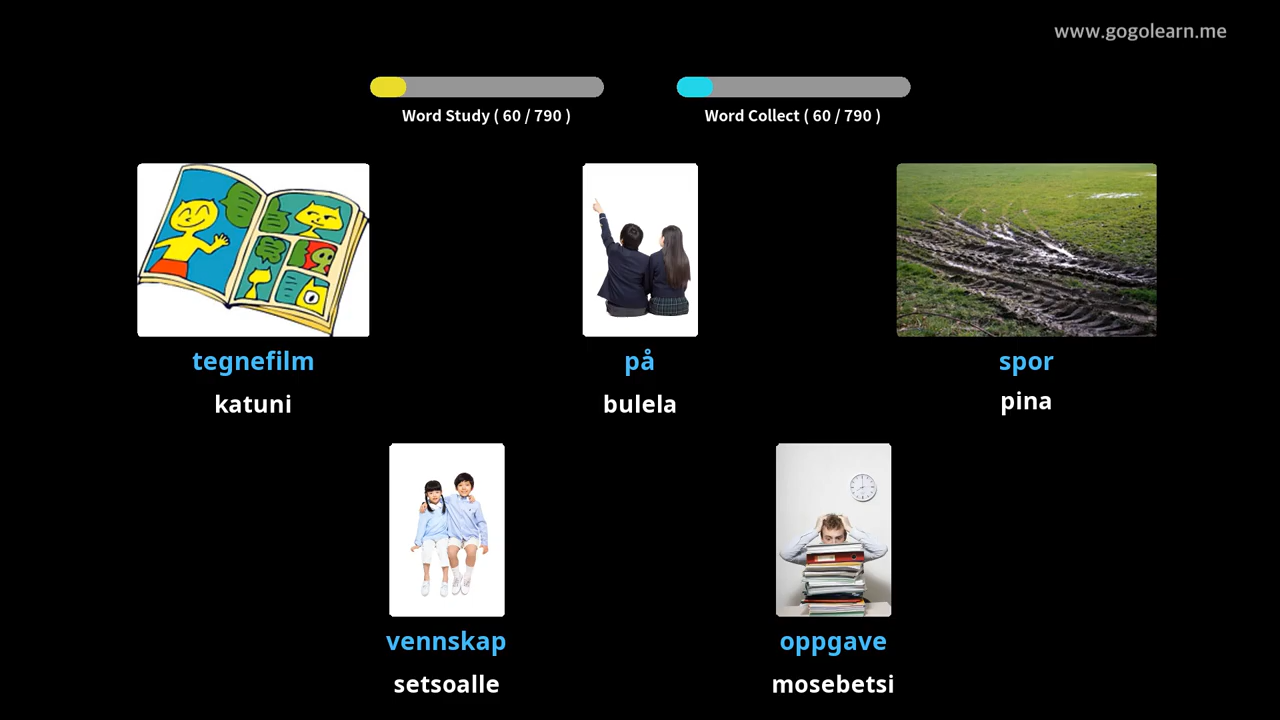 www.gogolearn.me
Word Study ( 60 / 790 )
Word Collect ( 60 / 790 )
tegnefilm
katuni
på
bulela
spor
pina
vennskap
setsoalle
oppgave
mosebetsi